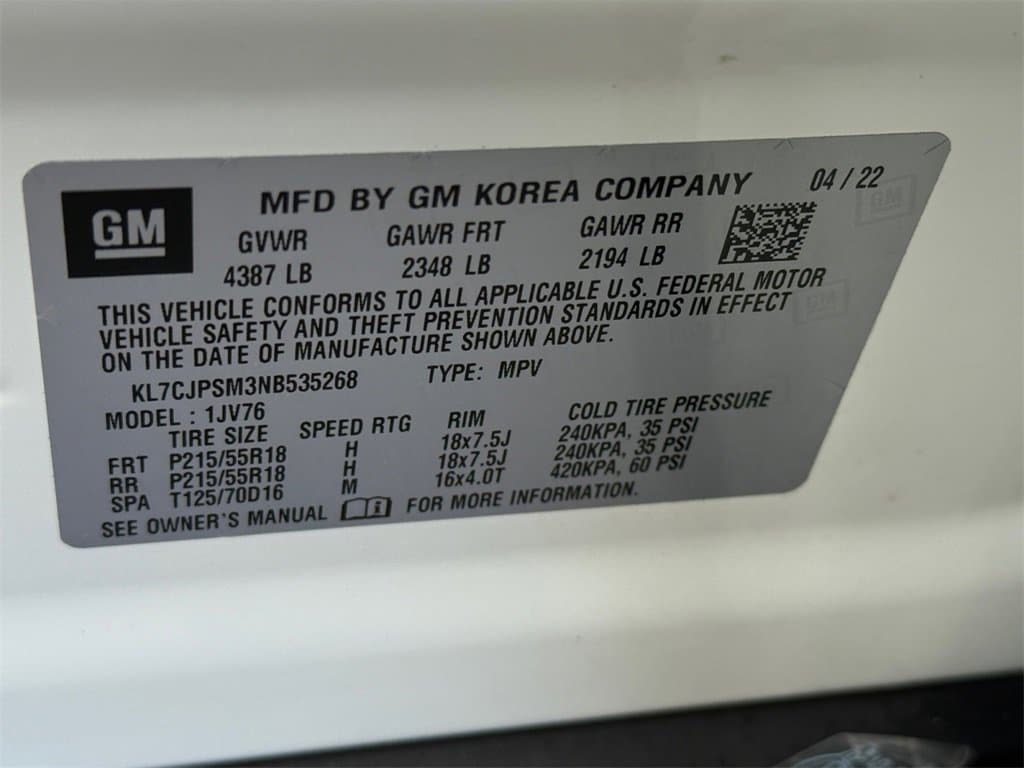 GM
MFD BY GM KOREA COMPANY 04 / 22
GVWR GAWR FRT GAWR RR
4387 LB 2348 LB 2194 LB
THIS VEHICLE CONFORMS TO ALL APPLICABLE U.S. FEDERAL MOTOR
VEHICLE SAFETY AND THEFT PREVENTION STANDARDS IN EFFECT
ON THE DATE OF MANUFACTURE SHOWN ABOVE.
KL7CJPSM3NB535268 TYPE: MPV
MODEL : 1JV76
TIRE SIZE SPEED RTG RIM COLD TIRE PRESSURE
FRT P215/55R18 H 18x7.5J 240KPA, 35 PSI
RR P215/55R18 H 18x7.5J 240KPA, 35 PSI
SPA T125/70D16 M 16x4.0T 420KPA, 60 PSI
SEE OWNER'S MANUAL FOR MORE INFORMATION.